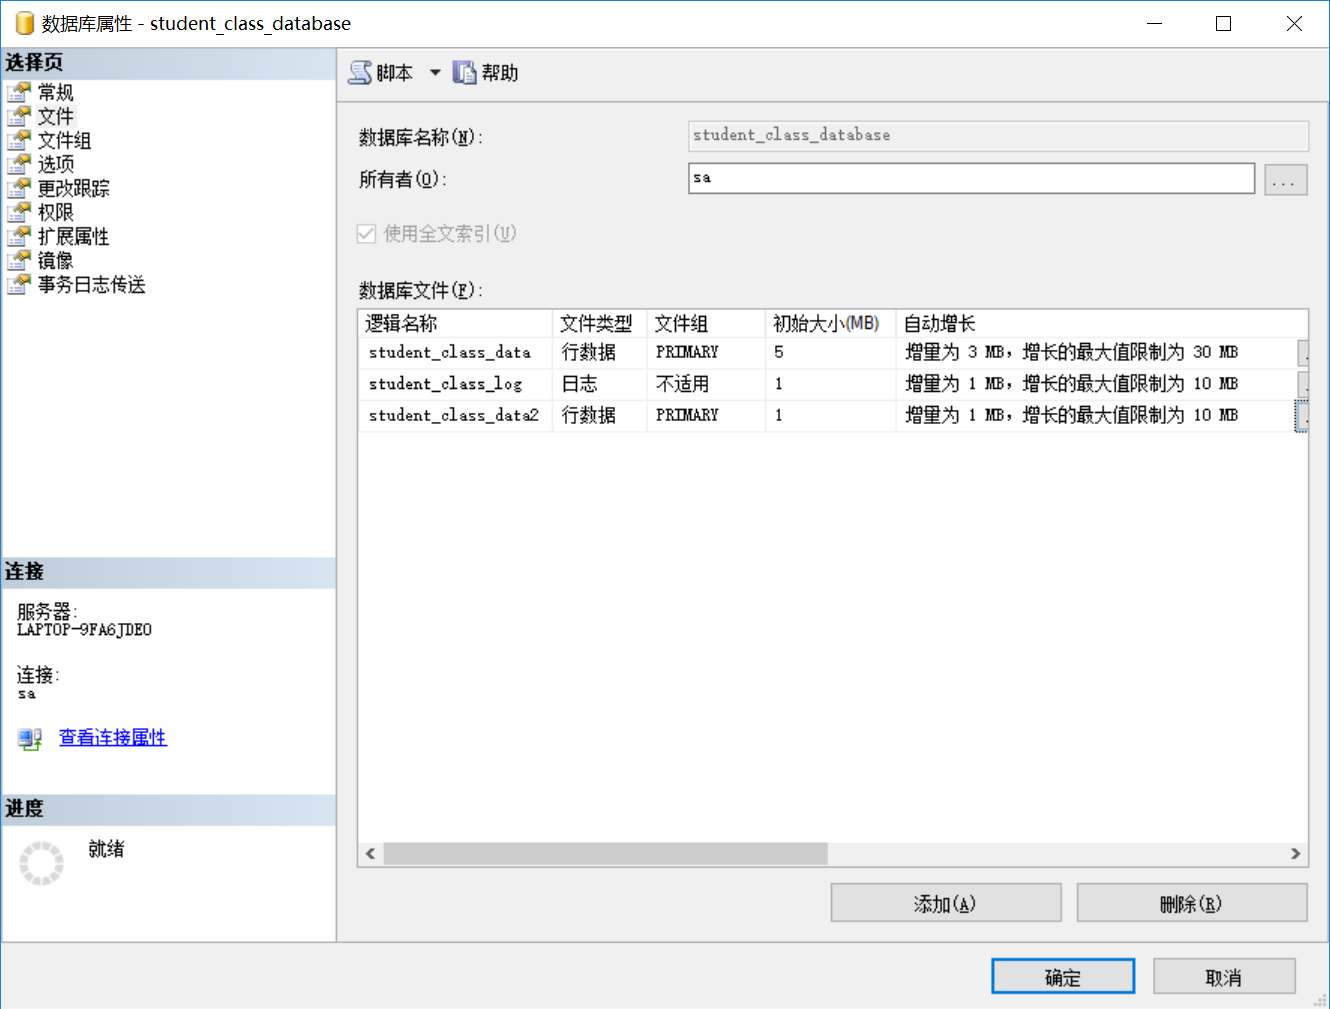 数据库属性 - student_class_database
选择页
常规
文件
文件组
选项
更改跟踪
权限
扩展属性
镜像
事务日志传送
连接
服务器:
LAPTOP-9FA6JDEO
连接:
sa
查看连接属性
进度
就绪
脚本 帮助
数据库名称(N): student_class_database
所有者(O): sa ...
使用全文索引(U)
数据库文件(F):
逻辑名称 文件类型 文件组 初始大小(MB) 自动增长
student_class_data 行数据 PRIMARY 5 增量为 3 MB，增长的最大值限制为 30 MB
student_class_log 日志 不适用 1 增量为 1 MB，增长的最大值限制为 10 MB
student_class_data2 行数据 PRIMARY 1 增量为 1 MB，增长的最大值限制为 10 MB
添加(A) 删除(R)
确定 取消